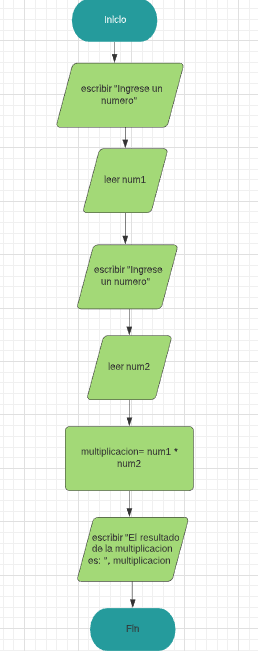 Inicio
escribir "Ingrese un
numero"
leer num1
escribir "Ingrese
un numero"
leer num2
multiplicacion= num1 *
num2
escribir "El resultado
de la multiplicacion
es: ", multiplicacion
Fin